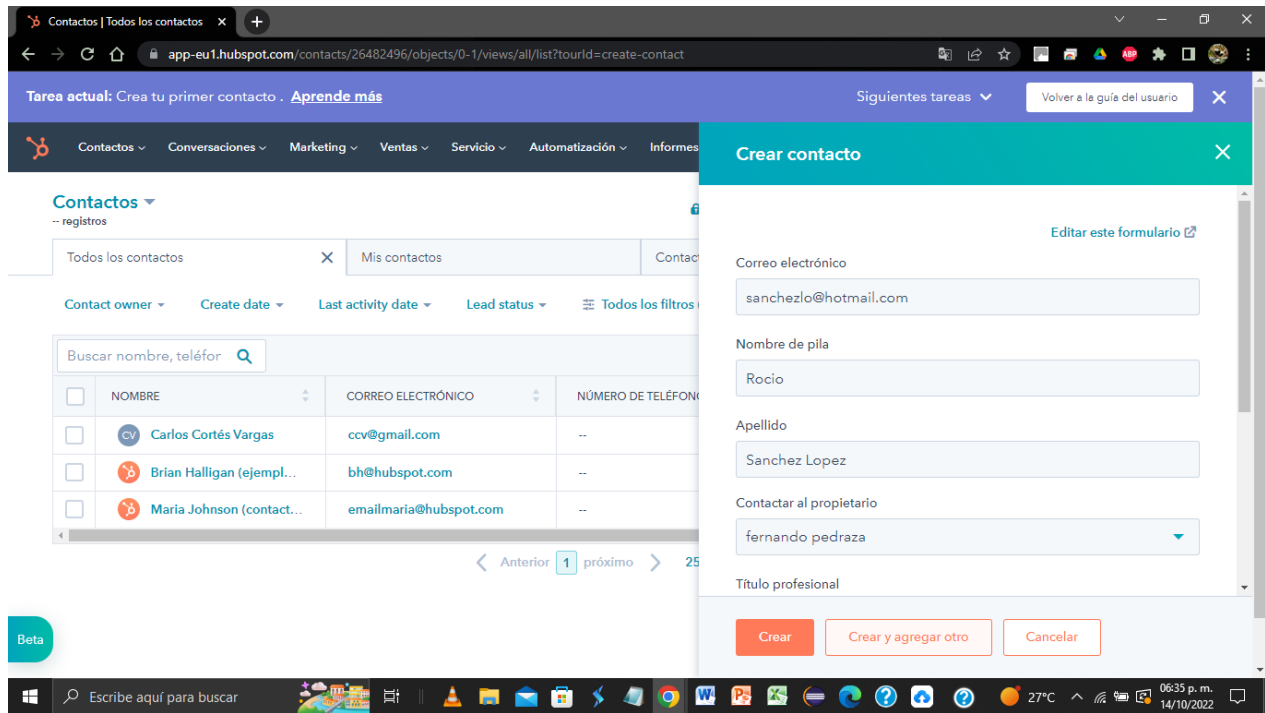 Contactos | Todos los contactos
app-eu1.hubspot.com/contacts/26482496/objects/0-1/views/all/list?tourId=create-contact
ABP
Tarea actual: Crea tu primer contacto . Aprende más
Siguientes tareas
Volver a la guía del usuario
Contactos
Conversaciones
Marketing
Ventas
Servicio
Automatización
Informes
Contactos
-- registros
Todos los contactos
Mis contactos
Contac
Contact owner
Create date
Last activity date
Lead status
Todos los filtros
Buscar nombre, teléfor
NOMBRE
CORREO ELECTRÓNICO
NÚMERO DE TELÉFON
CV Carlos Cortés Vargas
ccv@gmail.com
--
Brian Halligan (ejempl...
bh@hubspot.com
--
Maria Johnson (contact...
emailmaria@hubspot.com
--
Anterior 1 próximo
25
Beta
Crear contacto
Editar este formulario
Correo electrónico
sanchezlo@hotmail.com
Nombre de pila
Rocio
Apellido
Sanchez Lopez
Contactar al propietario
fernando pedraza
Título profesional
Crear
Crear y agregar otro
Cancelar
Escribe aquí para buscar
27°C
06:35 p. m.
14/10/2022